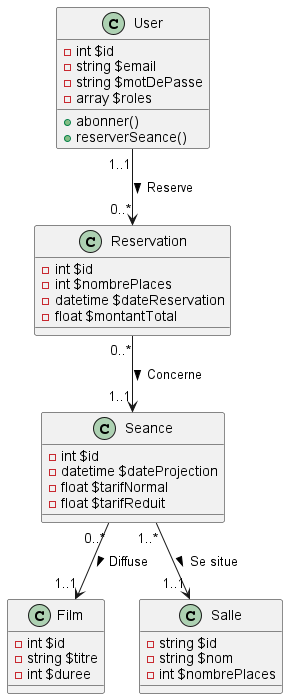 C User
int $id
string $email
string $motDePasse
array $roles
abonner()
reserverSeance()
1..1
Reserve
0..*
C Reservation
int $id
int $nombrePlaces
datetime $dateReservation
float $montantTotal
0..*
Concerne
1..1
C Seance
int $id
datetime $dateProjection
float $tarifNormal
float $tarifReduit
0..* 1..*
Diffuse Se situe
1..1 1..1
C Film
int $id
string $titre
int $duree
C Salle
string $id
string $nom
int $nombrePlaces